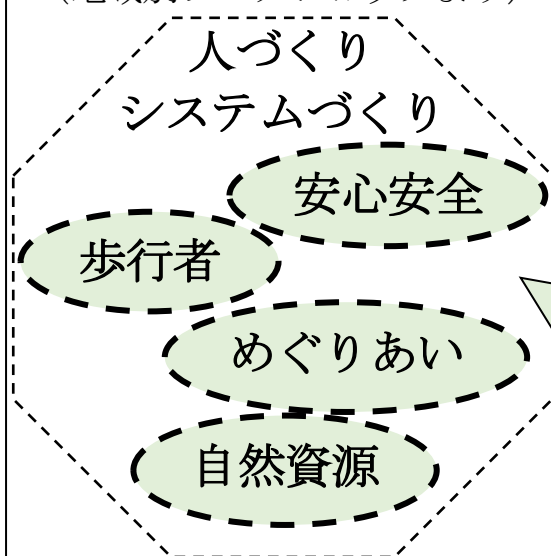 人づくり
システムづくり
安心安全
歩行者
めぐりあい
自然資源